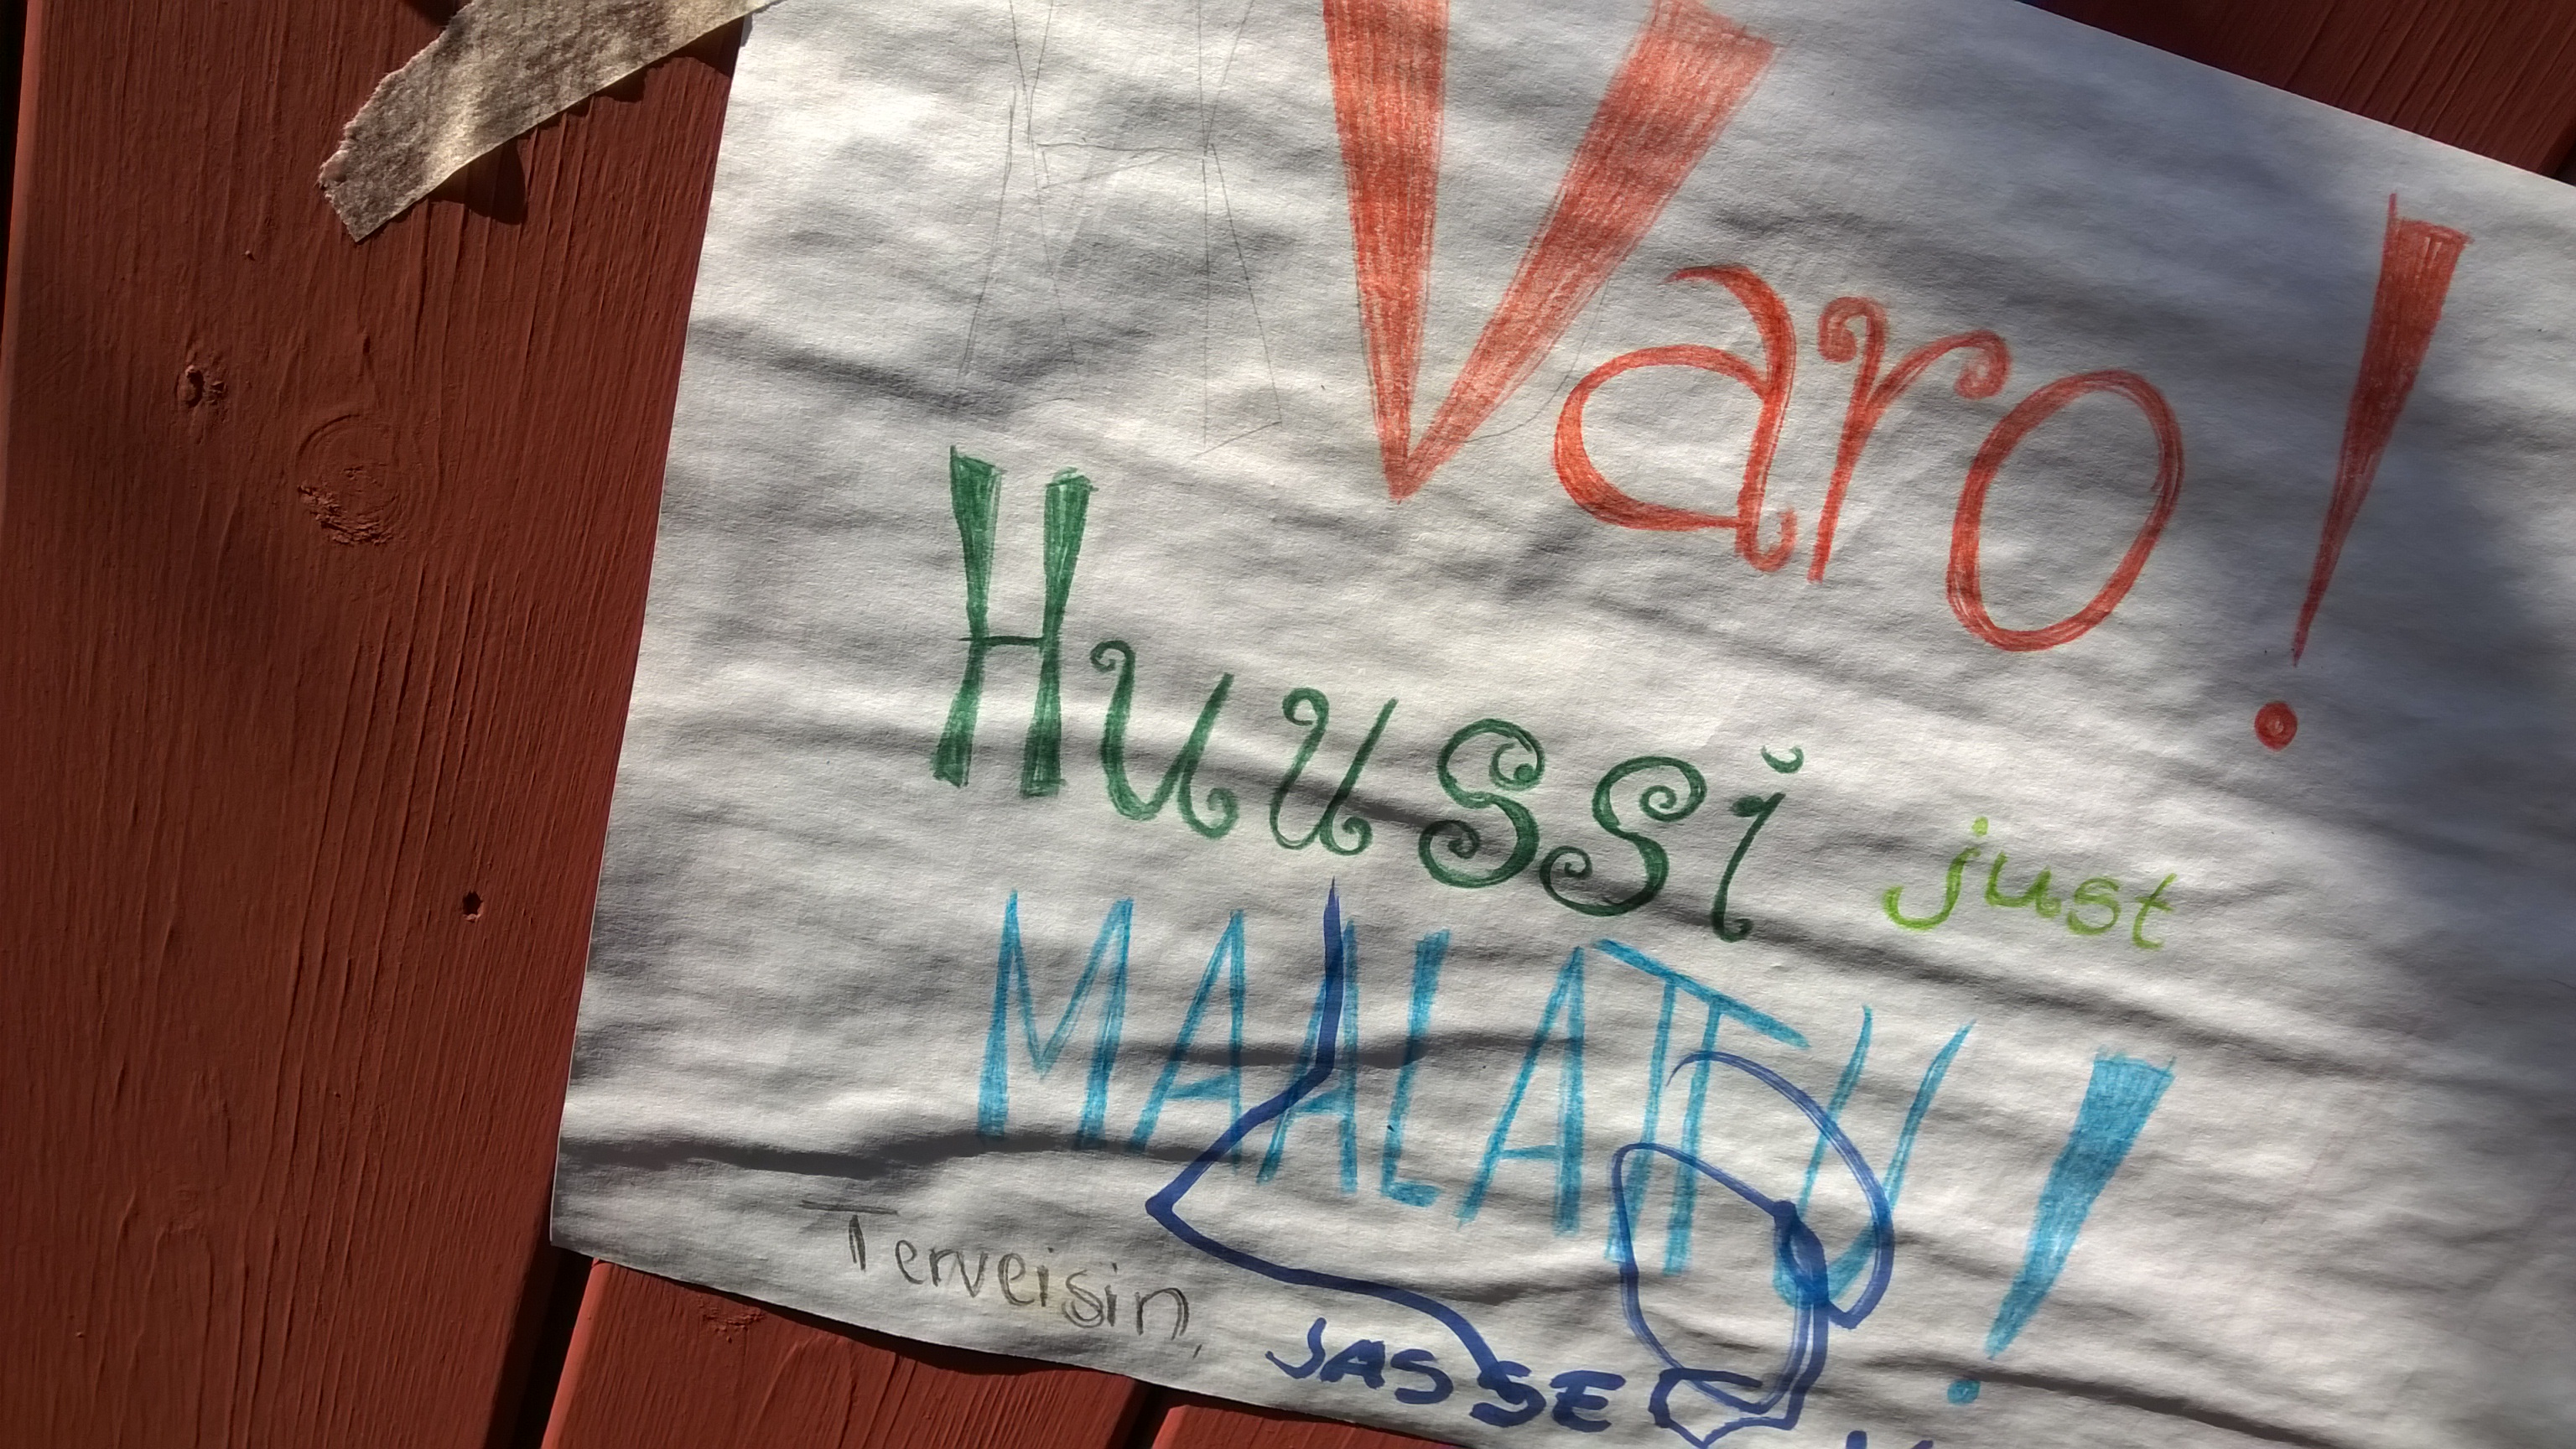 Varo!
Huussi just
MAALATTU!
Terveisin,
JASSE